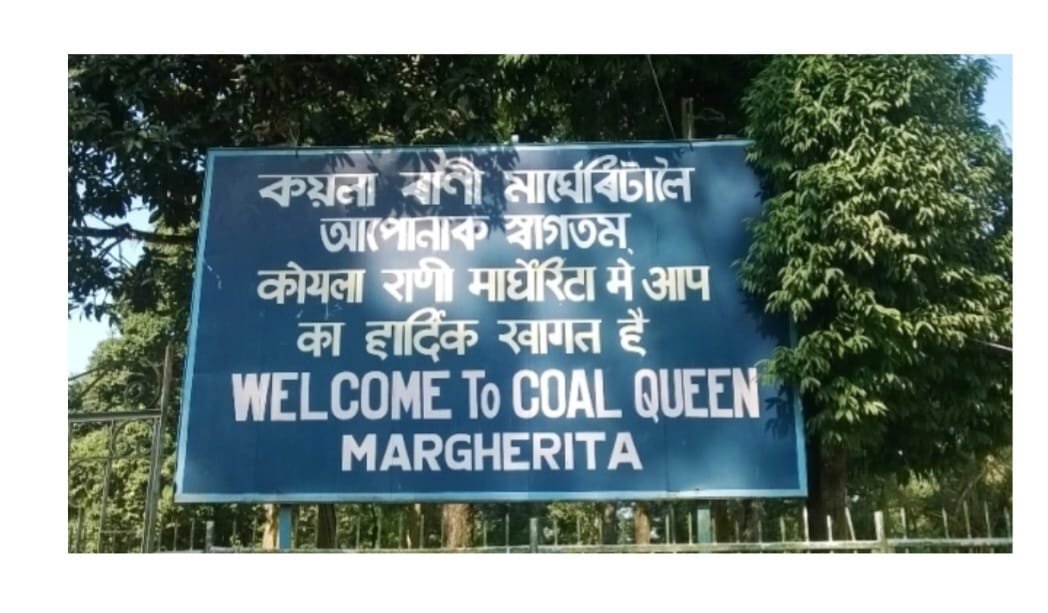 কয়লা ৰাণী মাৰ্ঘেৰিটালৈ
আপোনাক স্বাগতম্
कोयला राणी मार्घेरिटा मे आप
का हार्दिक स्वागत है
WELCOME To COAL QUEEN
MARGHERITA